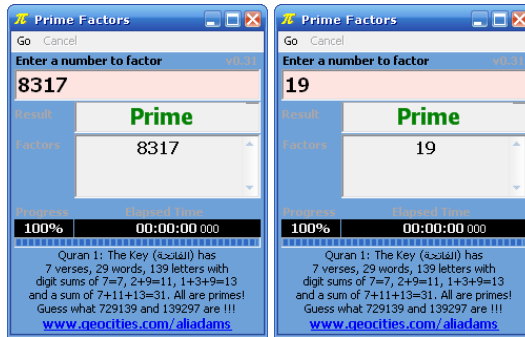 Prime Factors
Go Cancel
Enter a number to factor v0.31
8317
Result Prime
Factors 8317
Progress Elapsed Time
100% 00:00:00 000
Quran 1: The Key (الفاتحة) has
7 verses, 29 words, 139 letters with
digit sums of 7=7, 2+9=11, 1+3+9=13
and a sum of 7+11+13=31. All are primes!
Guess what 729139 and 139297 are !!!
www.geocities.com/aliadams
Prime Factors
Go Cancel
Enter a number to factor v0.31
19
Result Prime
Factors 19
Progress Elapsed Time
100% 00:00:00 000
Quran 1: The Key (الفاتحة) has
7 verses, 29 words, 139 letters with
digit sums of 7=7, 2+9=11, 1+3+9=13
and a sum of 7+11+13=31. All are primes!
Guess what 729139 and 139297 are !!!
www.geocities.com/aliadams